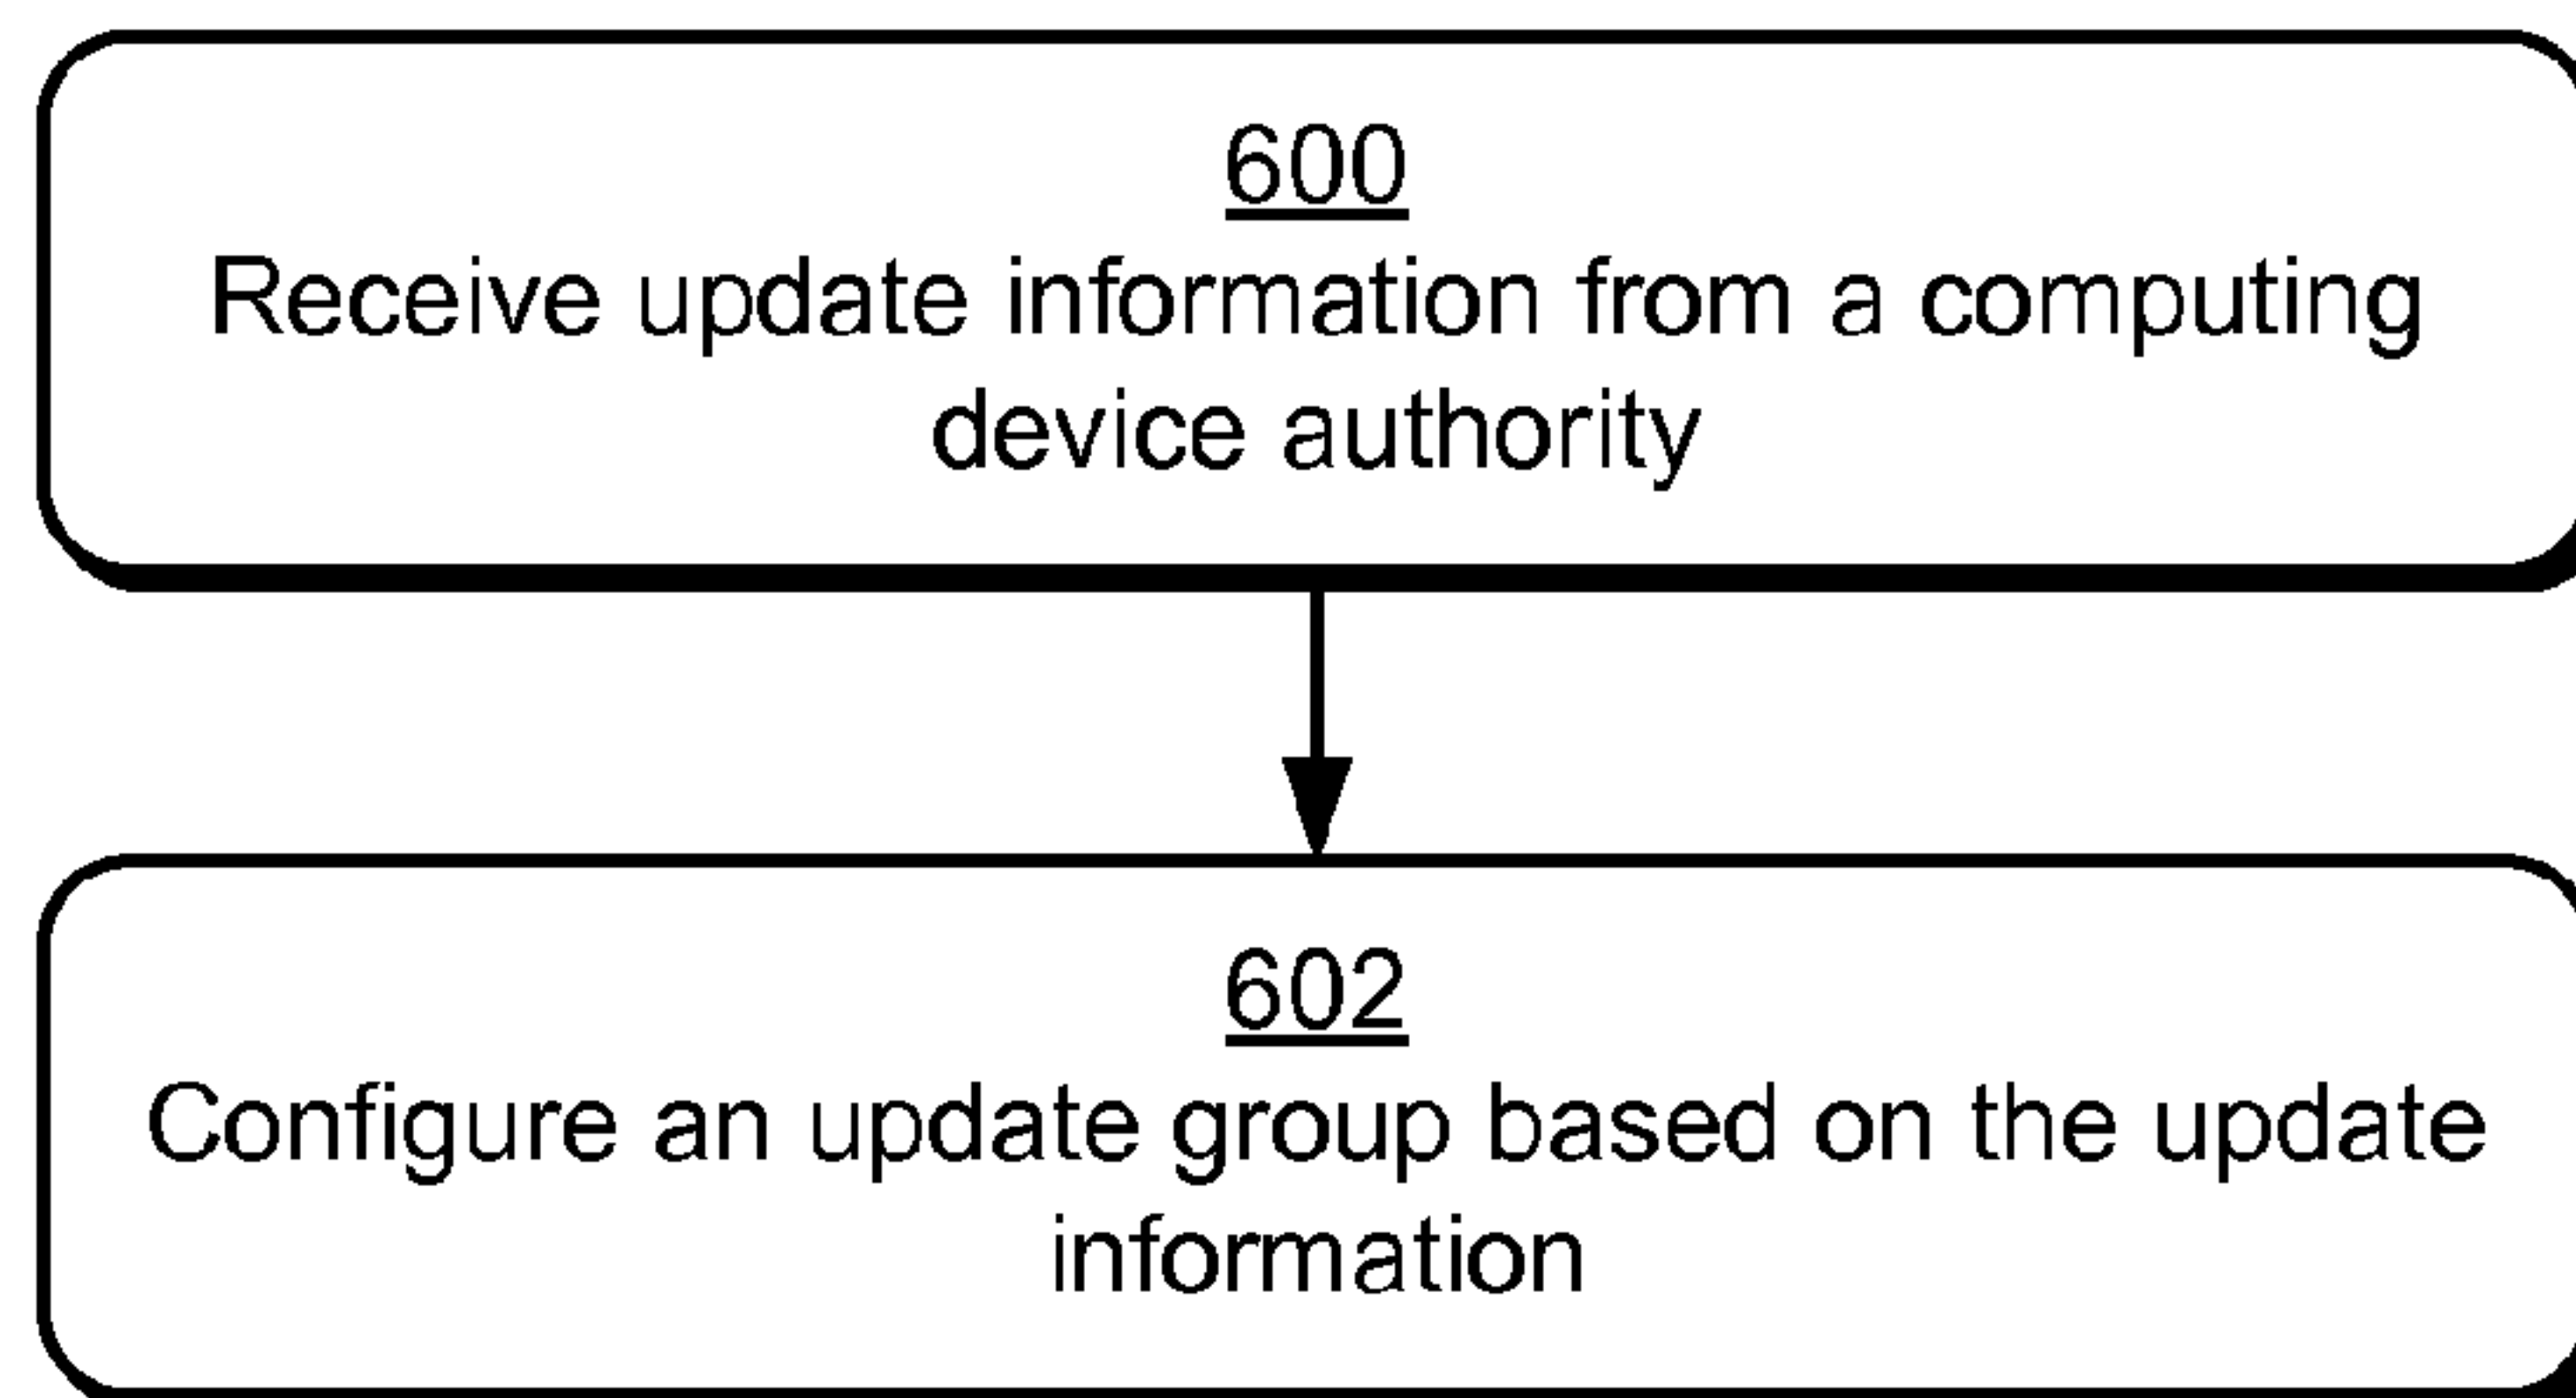 600
Receive update information from a computing
device authority
602
Configure an update group based on the update
information